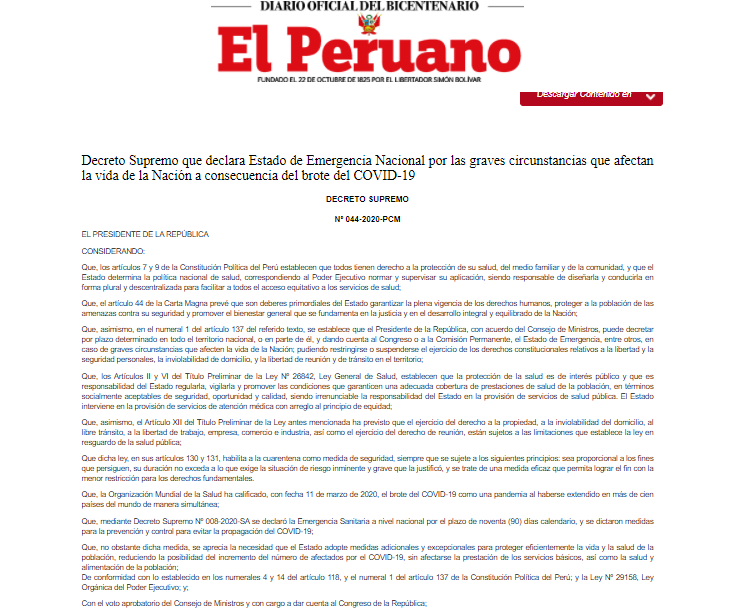 DIARIO OFICIAL DEL BICENTENARIO
El Peruano
FUNDADO EL 22 DE OCTUBRE DE 1825 POR EL LIBERTADOR SIMÓN BOLÍVAR
Descargar Contenido en
Decreto Supremo que declara Estado de Emergencia Nacional por las graves circunstancias que afectan
la vida de la Nación a consecuencia del brote del COVID-19
DECRETO SUPREMO
Nº 044-2020-PCM
EL PRESIDENTE DE LA REPÚBLICA
CONSIDERANDO:
Que, los artículos 7 y 9 de la Constitución Política del Perú establecen que todos tienen derecho a la protección de su salud, del medio familiar y de la comunidad, y que el
Estado determina la política nacional de salud, correspondiendo al Poder Ejecutivo normar y supervisar su aplicación, siendo responsable de diseñarla y conducirla en
forma plural y descentralizada para facilitar a todos el acceso equitativo a los servicios de salud;
Que, el artículo 44 de la Carta Magna prevé que son deberes primordiales del Estado garantizar la plena vigencia de los derechos humanos, proteger a la población de las
amenazas contra su seguridad y promover el bienestar general que se fundamenta en la justicia y en el desarrollo integral y equilibrado de la Nación;
Que, asimismo, en el numeral 1 del artículo 137 del referido texto, se establece que el Presidente de la República, con acuerdo del Consejo de Ministros, puede decretar
por plazo determinado en todo el territorio nacional, o en parte de él, y dando cuenta al Congreso o a la Comisión Permanente, el Estado de Emergencia, entre otros, en
caso de graves circunstancias que afecten la vida de la Nación; pudiendo restringirse o suspenderse el ejercicio de los derechos constitucionales relativos a la libertad y la
seguridad personales, la inviolabilidad de domicilio, y la libertad de reunión y de tránsito en el territorio;
Que, los Artículos II y VI del Título Preliminar de la Ley Nº 26842, Ley General de Salud, establecen que la protección de la salud es de interés público y que es
responsabilidad del Estado regularla, vigilarla y promover las condiciones que garanticen una adecuada cobertura de prestaciones de salud de la población, en términos
socialmente aceptables de seguridad, oportunidad y calidad, siendo irrenunciable la responsabilidad del Estado en la provisión de servicios de salud pública. El Estado
interviene en la provisión de servicios de atención médica con arreglo al principio de equidad;
Que, asimismo, el Artículo XII del Título Preliminar de la Ley antes mencionada ha previsto que el ejercicio del derecho a la propiedad, a la inviolabilidad del domicilio, al
libre tránsito, a la libertad de trabajo, empresa, comercio e industria, así como el ejercicio del derecho de reunión, están sujetos a las limitaciones que establece la ley en
resguardo de la salud pública;
Que dicha ley, en sus artículos 130 y 131, habilita a la cuarentena como medida de seguridad, siempre que se sujete a los siguientes principios: sea proporcional a los fines
que persiguen, su duración no exceda a lo que exige la situación de riesgo inminente y grave que la justificó, y se trate de una medida eficaz que permita lograr el fin con la
menor restricción para los derechos fundamentales.
Que, la Organización Mundial de la Salud ha calificado, con fecha 11 de marzo de 2020, el brote del COVID-19 como una pandemia al haberse extendido en más de cien
países del mundo de manera simultánea;
Que, mediante Decreto Supremo Nº 008-2020-SA se declaró la Emergencia Sanitaria a nivel nacional por el plazo de noventa (90) días calendario, y se dictaron medidas
para la prevención y control para evitar la propagación del COVID-19;
Que, no obstante dicha medida, se aprecia la necesidad que el Estado adopte medidas adicionales y excepcionales para proteger eficientemente la vida y la salud de la
población, reduciendo la posibilidad del incremento del número de afectados por el COVID-19, sin afectarse la prestación de los servicios básicos, así como la salud y
alimentación de la población;
De conformidad con lo establecido en los numerales 4 y 14 del artículo 118, y el numeral 1 del artículo 137 de la Constitución Política del Perú; y la Ley Nº 29158, Ley
Orgánica del Poder Ejecutivo; y;
Con el voto aprobatorio del Consejo de Ministros y con cargo a dar cuenta al Congreso de la República;